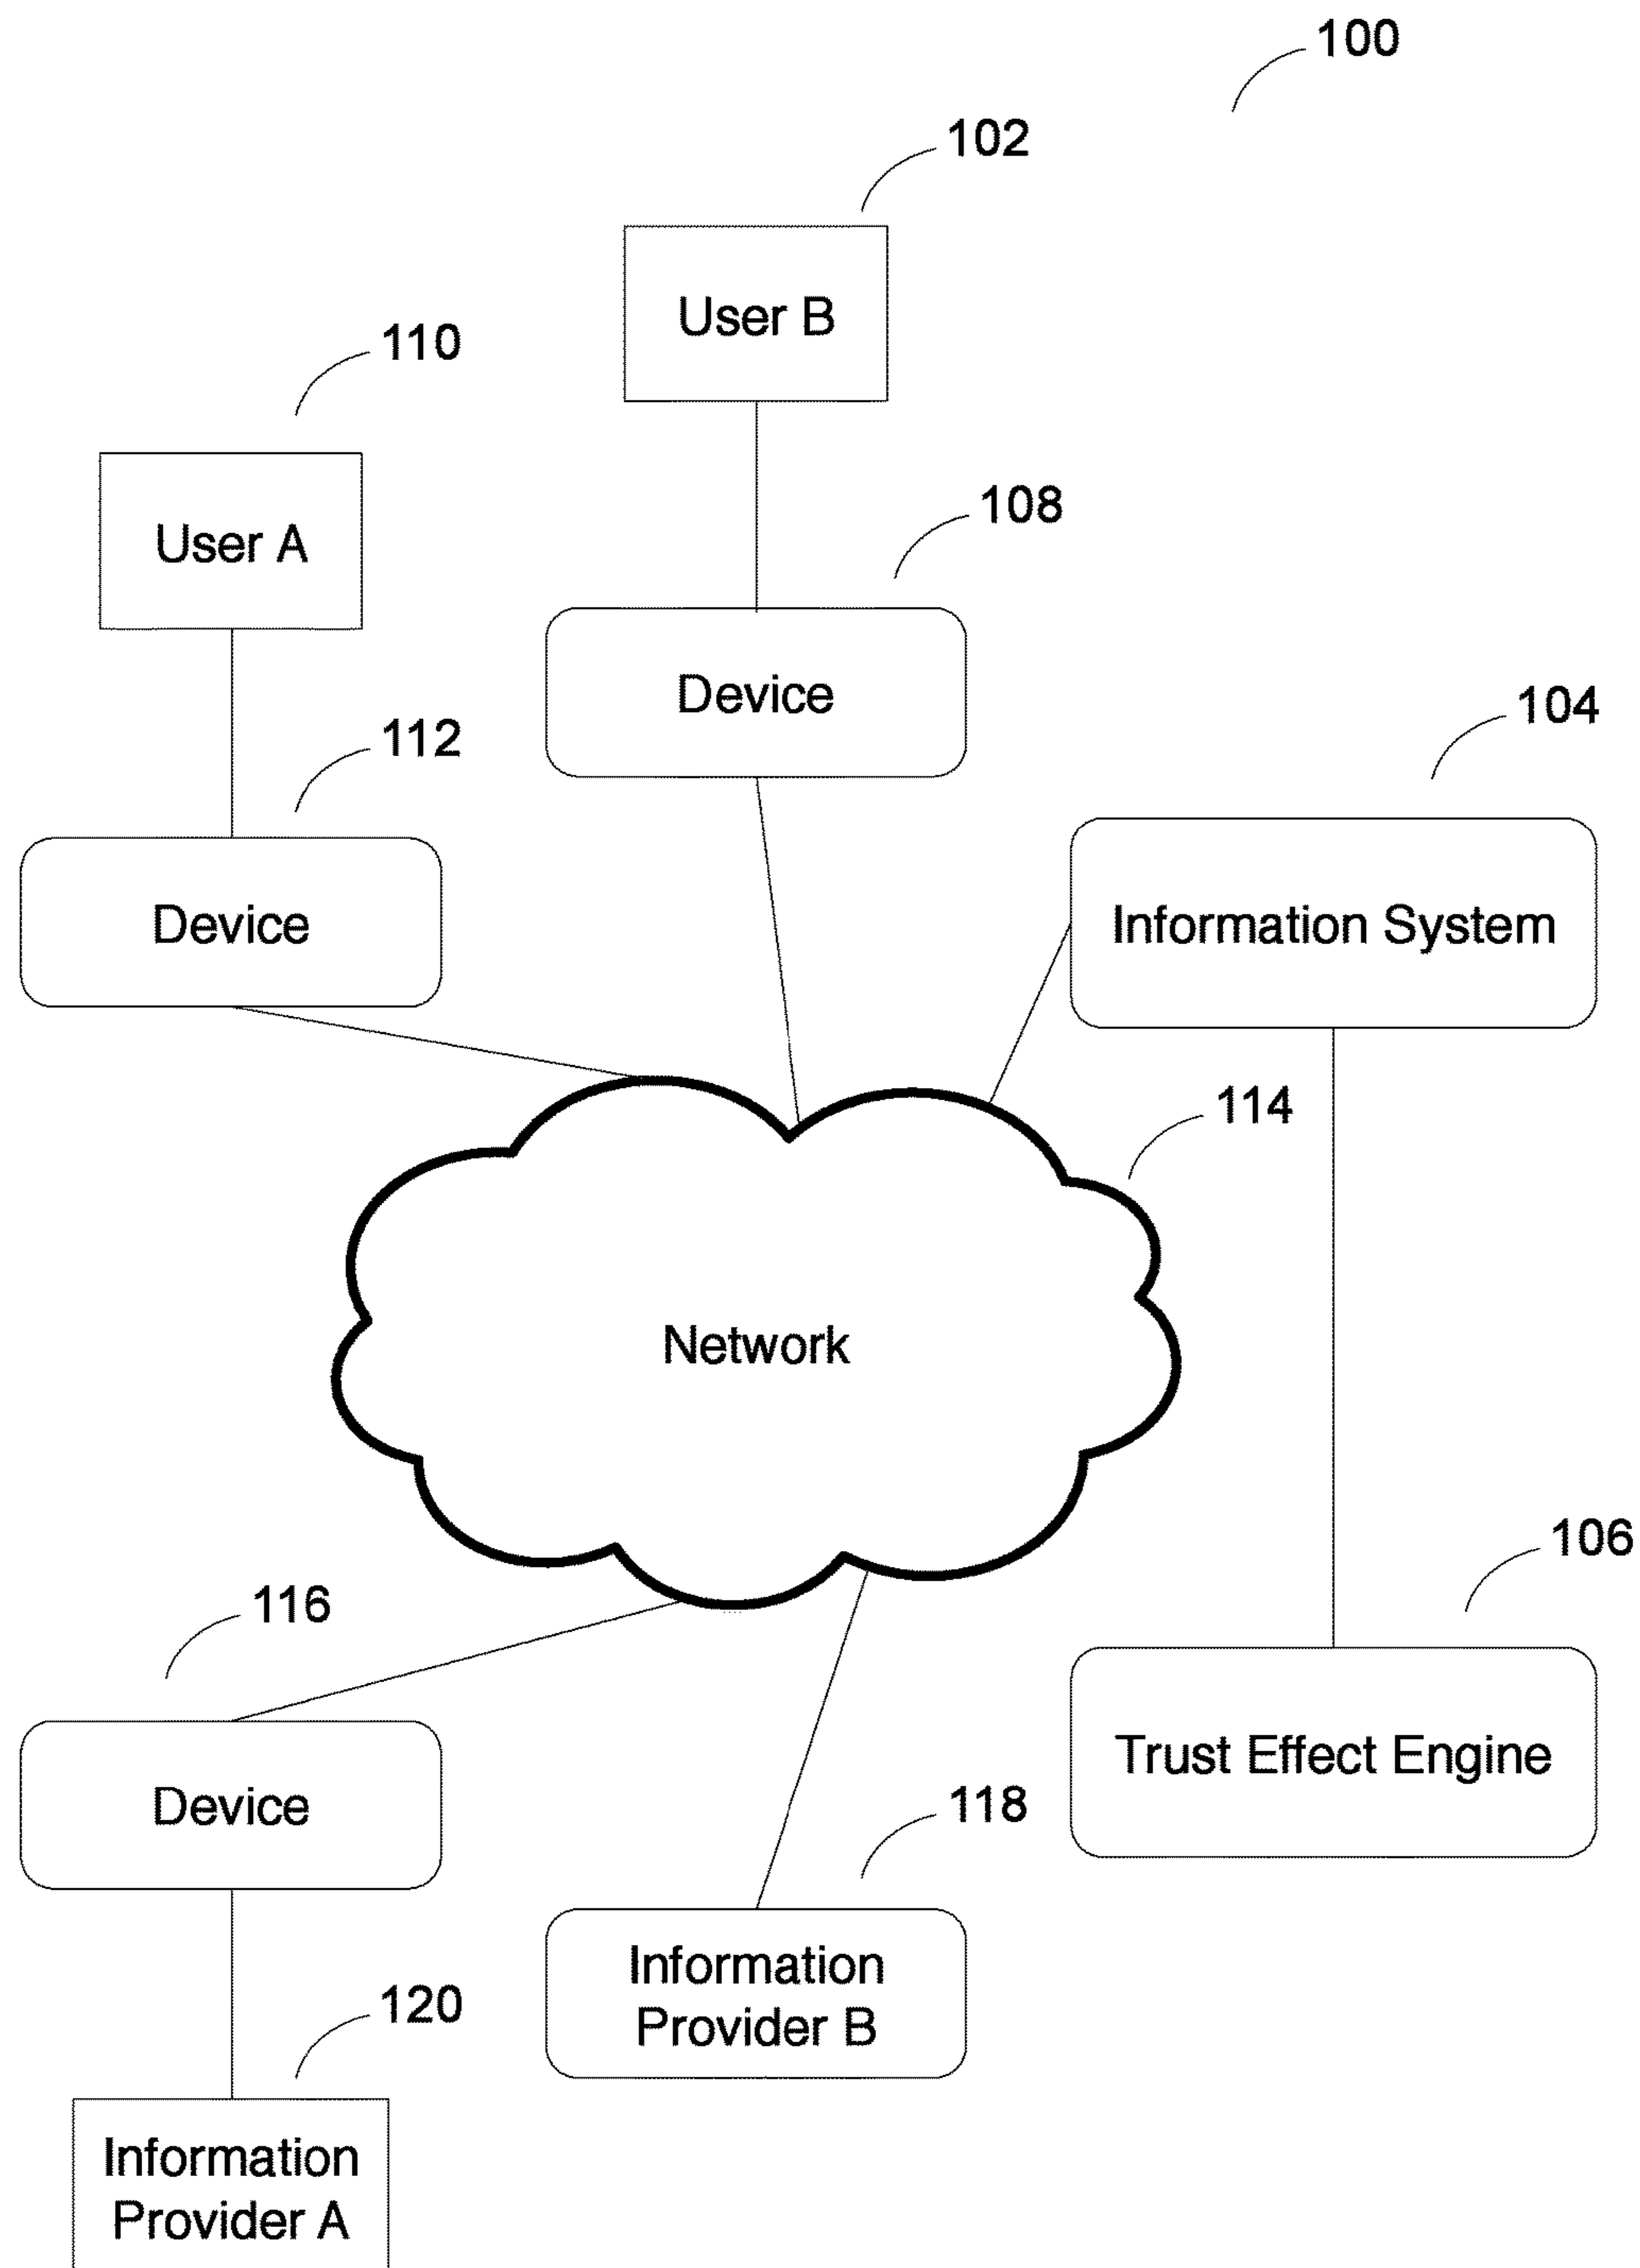 100
102
User B
110
User A
108
Device
104
112
Information System
Device
114
Network
106
116
Trust Effect Engine
Device
118
Information
Provider B
120
Information
Provider A